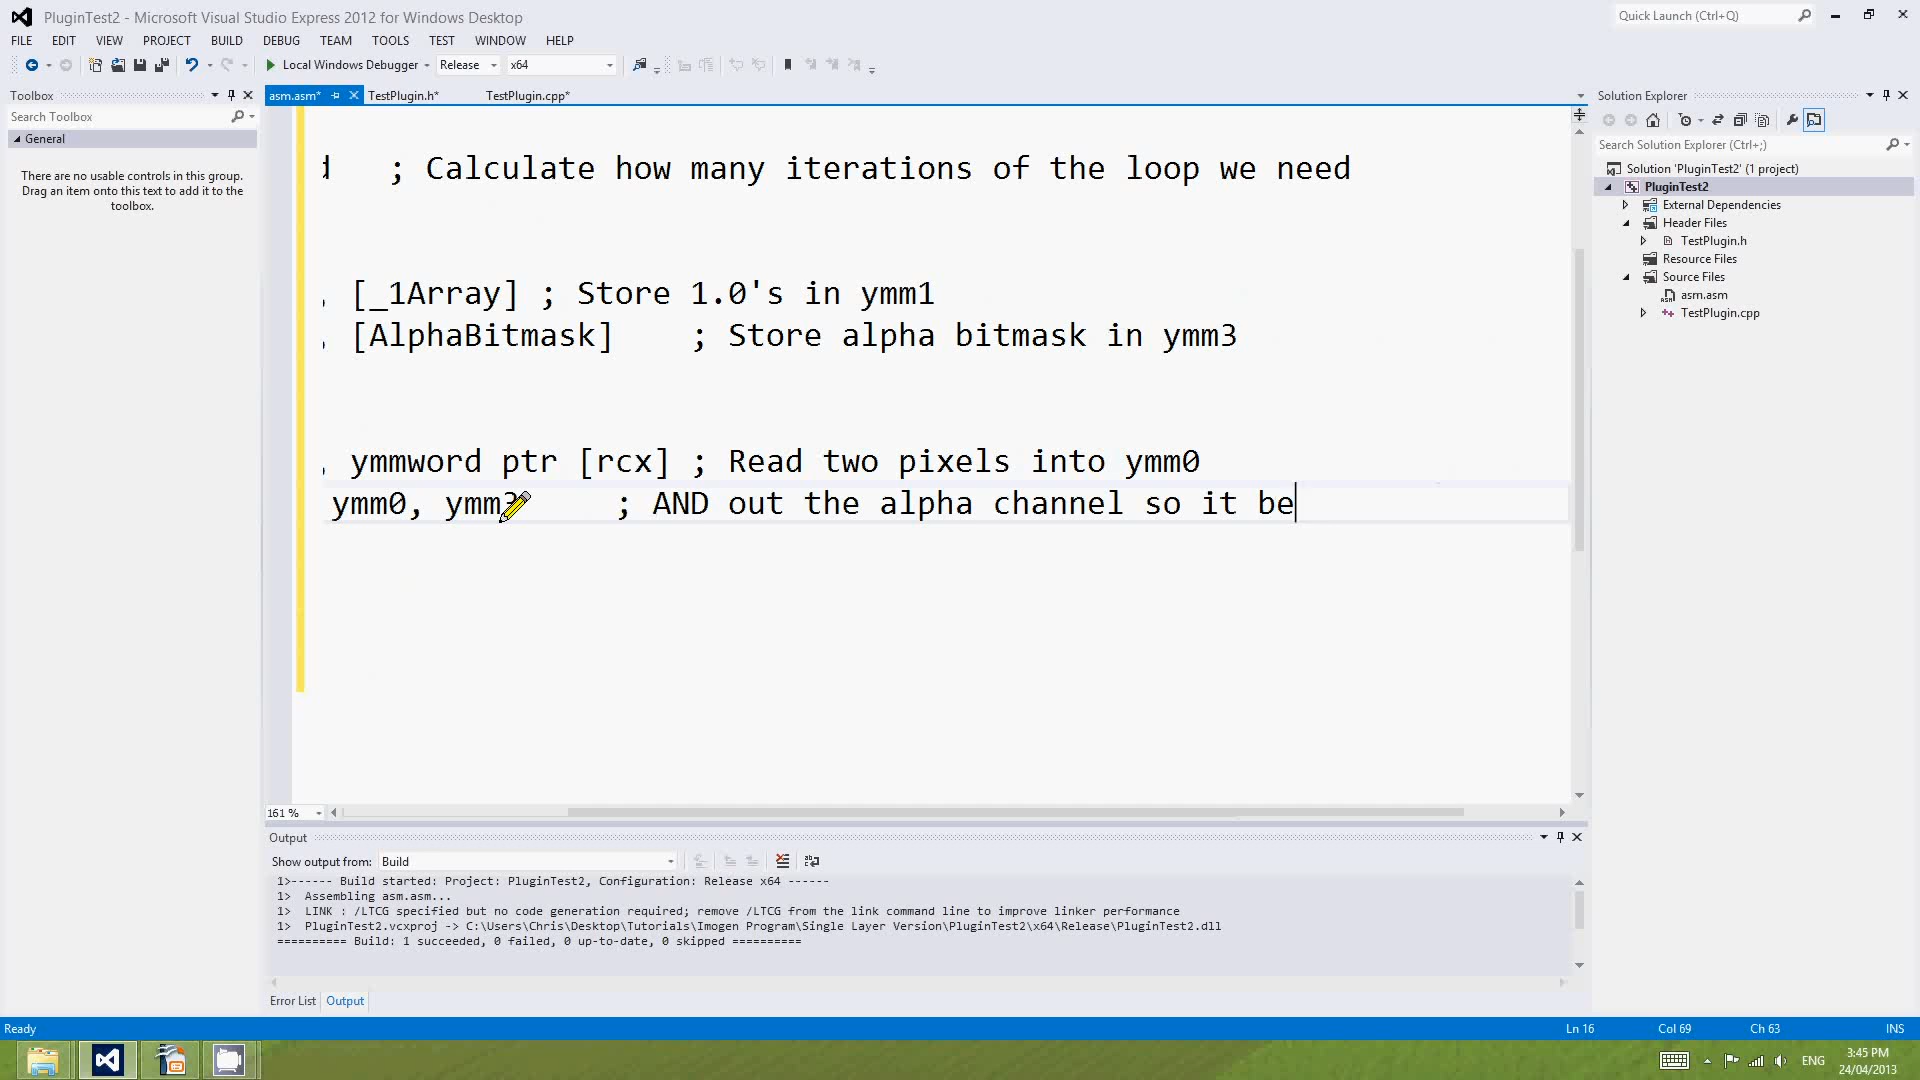 PluginTest2 - Microsoft Visual Studio Express 2012 for Windows Desktop
Quick Launch (Ctrl+Q)
FILE EDIT VIEW PROJECT BUILD DEBUG TEAM TOOLS TEST WINDOW HELP
Local Windows Debugger Release x64
Toolbox
Search Toolbox
General
There are no usable controls in this group.
Drag an item onto this text to add it to the
toolbox.
asm.asm* TestPlugin.h* TestPlugin.cpp*
; Calculate how many iterations of the loop we need
, [_1Array] ; Store 1.0's in ymm1
, [AlphaBitmask] ; Store alpha bitmask in ymm3
, ymmword ptr [rcx] ; Read two pixels into ymm0
ymm0, ymm3 ; AND out the alpha channel so it be
161 %
Solution Explorer
Search Solution Explorer (Ctrl+;)
Solution 'PluginTest2' (1 project)
PluginTest2
External Dependencies
Header Files
TestPlugin.h
Resource Files
Source Files
asm.asm
TestPlugin.cpp
Output
Show output from: Build
1>------ Build started: Project: PluginTest2, Configuration: Release x64 ------
1> Assembling asm.asm...
1> LINK : /LTCG specified but no code generation required; remove /LTCG from the link command line to improve linker performance
1> PluginTest2.vcxproj -> C:\Users\Chris\Desktop\Tutorials\Imogen Program\Single Layer Version\PluginTest2\x64\Release\PluginTest2.dll
========== Build: 1 succeeded, 0 failed, 0 up-to-date, 0 skipped ==========
Error List Output
Ready Ln 16 Col 69 Ch 63 INS
ENG 3:45 PM
24/04/2013